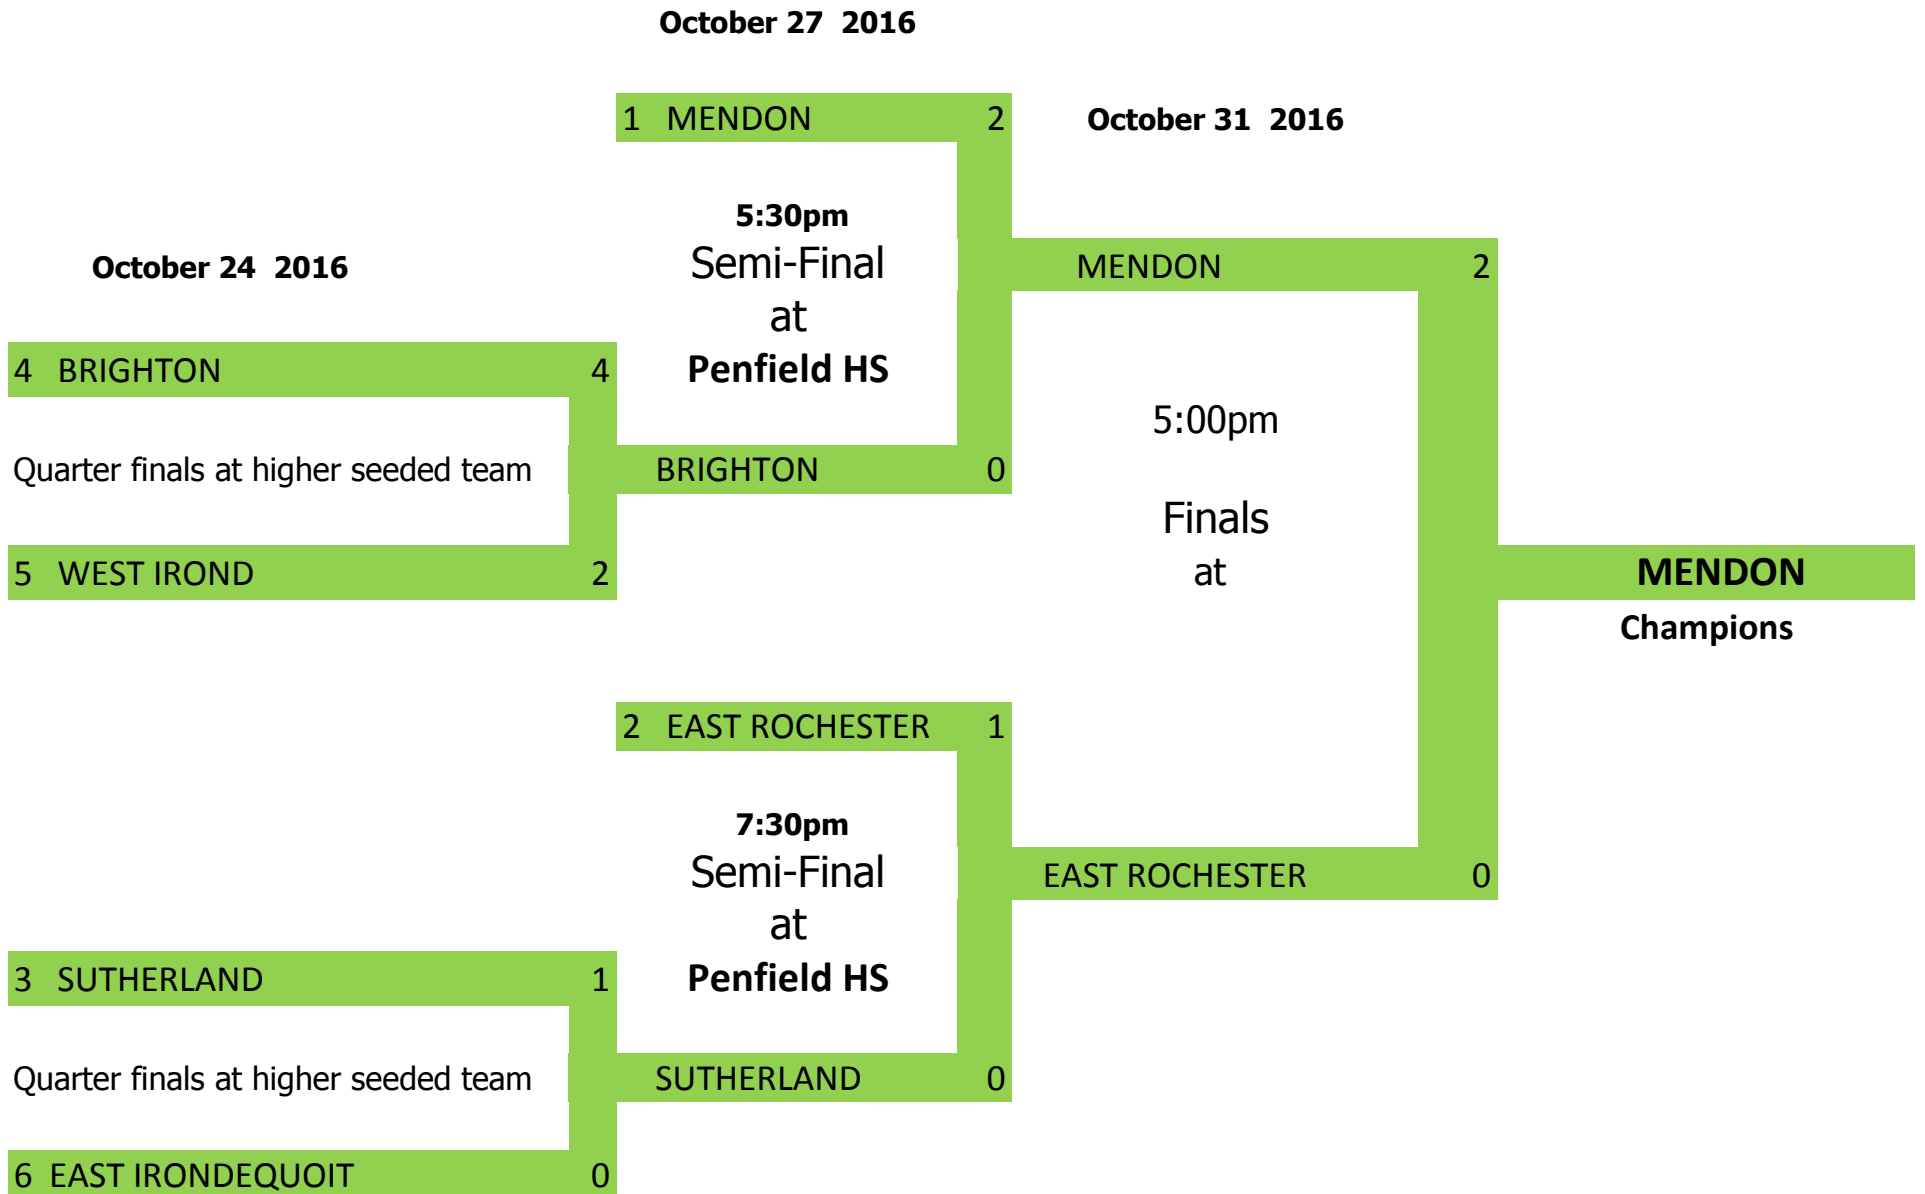 October 27 2016
1 MENDON 2
October 31 2016
5:30pm
Semi-Final
at
Penfield HS
October 24 2016
MENDON 2
4 BRIGHTON 4
5:00pm
Quarter finals at higher seeded team
BRIGHTON 0
Finals
at
5 WEST IROND 2
MENDON
Champions
2 EAST ROCHESTER 1
7:30pm
Semi-Final
at
Penfield HS
EAST ROCHESTER 0
3 SUTHERLAND 1
Quarter finals at higher seeded team
SUTHERLAND 0
6 EAST IRONDEQUOIT 0